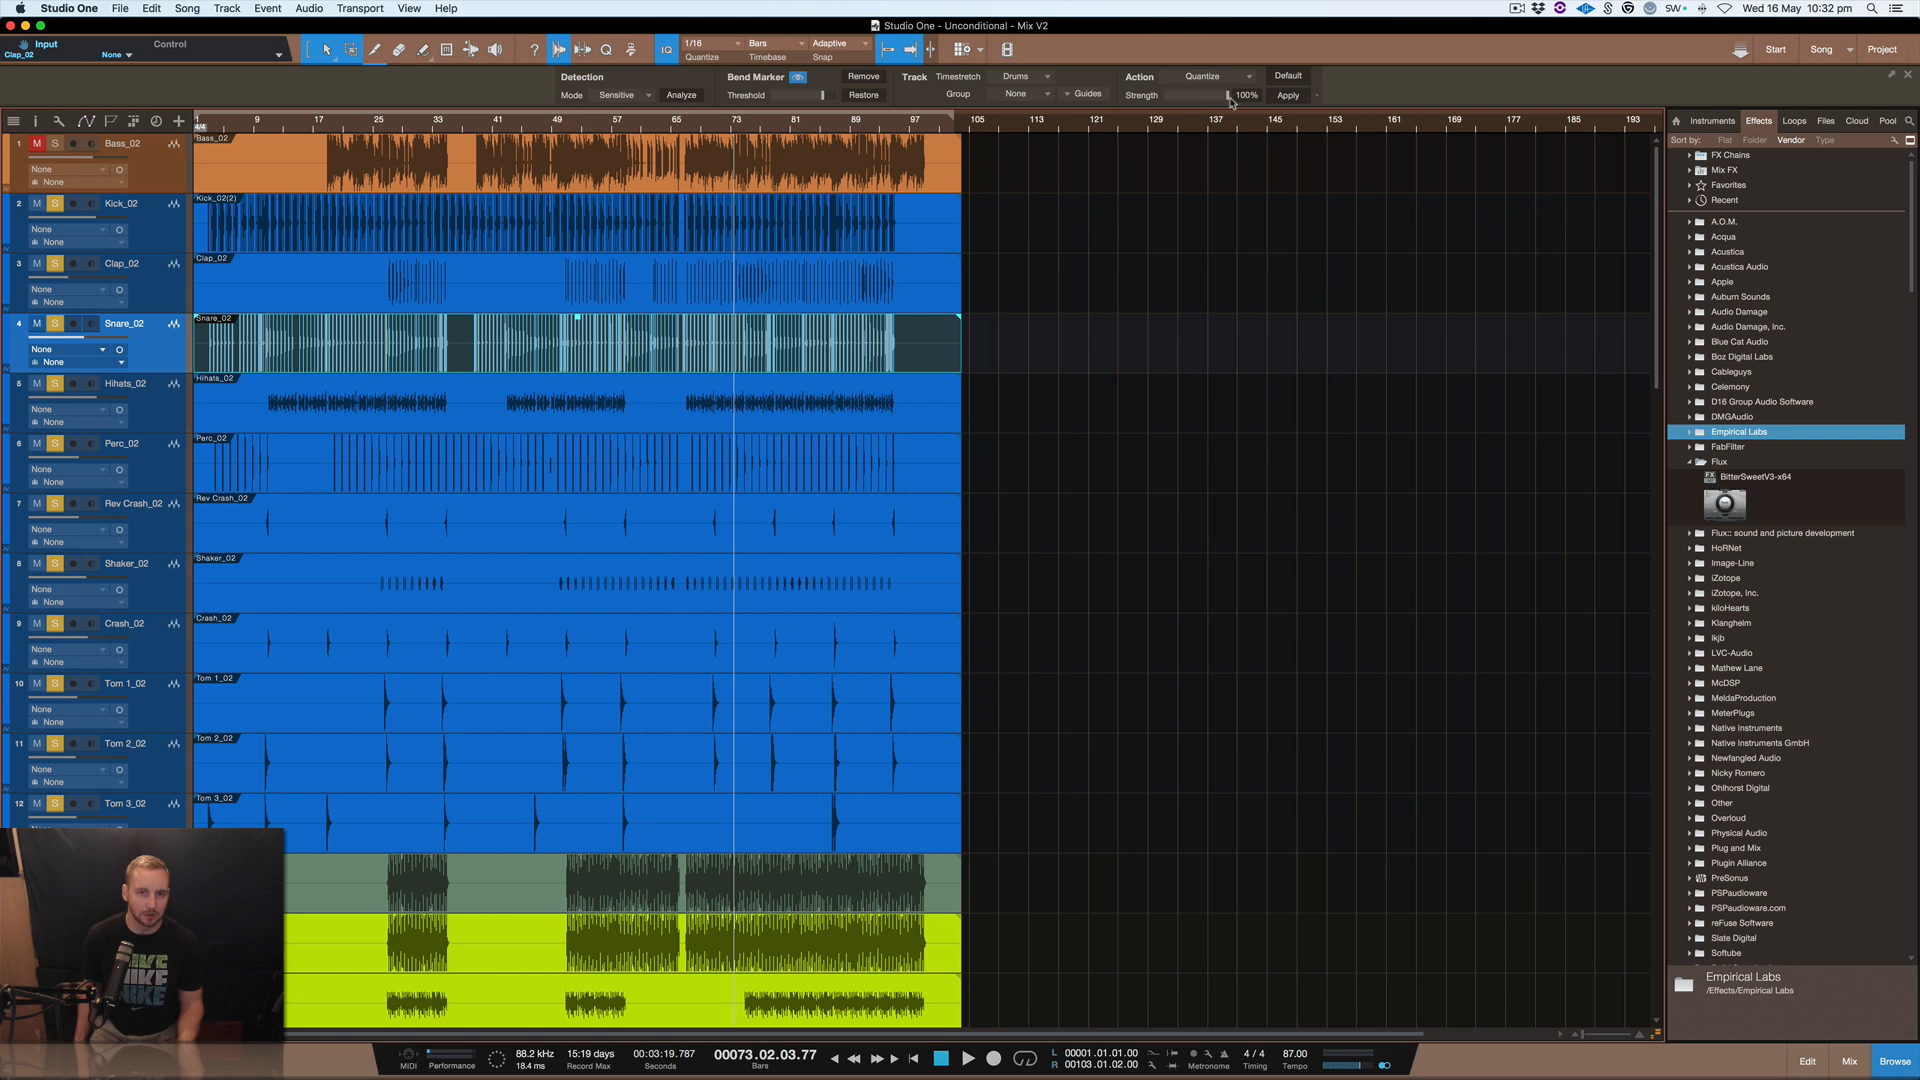 Studio One File Edit Song Track Event Audio Transport View Help
SW Wed 16 May 10:32 pm
Studio One - Unconditional - Mix V2
Input Control
Clap_02 None
? IQ 1/16 Bars Adaptive
Quantize Timebase Snap
Start Song Project
Detection Bend Marker Remove Track Timestretch Drums Action Quantize Default
Mode Sensitive Analyze Threshold Restore Group None Guides Strength 100% Apply
1 9 17 25 33 41 49 57 65 73 81 89 97 105 113 121 129 137 145 153 161 169 177 185 193
4/4
1 M S Bass_02 Bass_02
None
None
2 M S Kick_02 Kick_02(2)
None
None
3 M S Clap_02 Clap_02
None
None
4 M S Snare_02 Snare_02
None
None
5 M S Hihats_02 Hihats_02
None
None
6 M S Perc_02 Perc_02
None
None
7 M S Rev Crash_02 Rev Crash_02
None
None
8 M S Shaker_02 Shaker_02
None
None
9 M S Crash_02 Crash_02
None
None
10 M S Tom 1_02 Tom 1_02
None
None
11 M S Tom 2_02 Tom 2_02
None
None
12 M S Tom 3_02 Tom 3_02
NIKE
NIKE
NIKE
Instruments Effects Loops Files Cloud Pool
Sort by: Flat Folder Vendor Type
FX Chains
Mix FX
Favorites
Recent
A.O.M.
Acqua
Acustica
Acustica Audio
Apple
Auburn Sounds
Audio Damage
Audio Damage, Inc.
Blue Cat Audio
Boz Digital Labs
Cableguys
Celemony
D16 Group Audio Software
DMGAudio
Empirical Labs
FabFilter
Flux
FX BitterSweetV3-x64
Flux:: sound and picture development
HoRNet
Image-Line
iZotope
iZotope, Inc.
kiloHearts
Klanghelm
lkjb
LVC-Audio
Mathew Lane
McDSP
MeldaProduction
MeterPlugs
Native Instruments
Native Instruments GmbH
Newfangled Audio
Nicky Romero
Ohlhorst Digital
Other
Overloud
Physical Audio
Plug and Mix
Plugin Alliance
PreSonus
PSPaudioware
PSPaudioware.com
reFuse Software
Slate Digital
Softube
Empirical Labs
/Effects/Empirical Labs
MIDI Performance 88.2 kHz 18.4 ms 15:19 days Record Max 00:03:19.787 Seconds 00073.02.03.77 Bars L 00001.01.01.00 R 00103.01.02.00 Metronome 4 / 4 Timing 87.00 Tempo
Edit Mix Browse